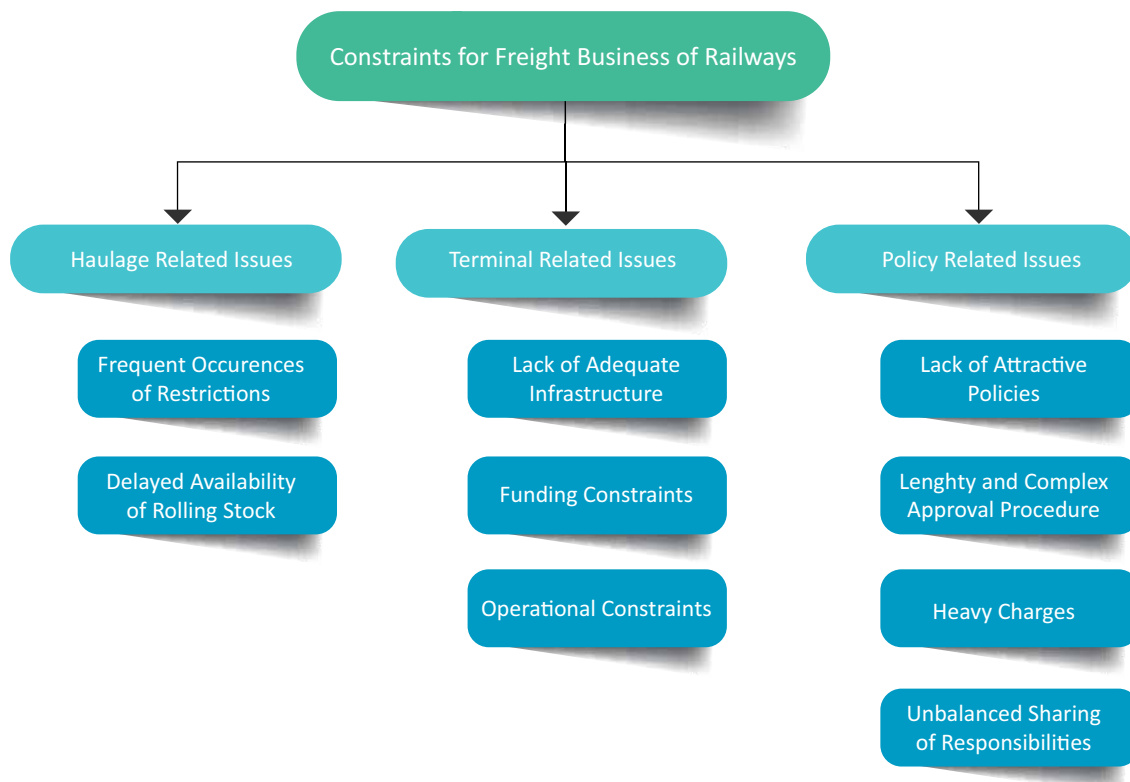 Constraints for Freight Business of Railways
Haulage Related Issues
Frequent Occurences
of Restrictions
Delayed Availability
of Rolling Stock
Terminal Related Issues
Lack of Adequate
Infrastructure
Funding Constraints
Operational Constraints
Policy Related Issues
Lack of Attractive
Policies
Lenghty and Complex
Approval Procedure
Heavy Charges
Unbalanced Sharing
of Responsibilities